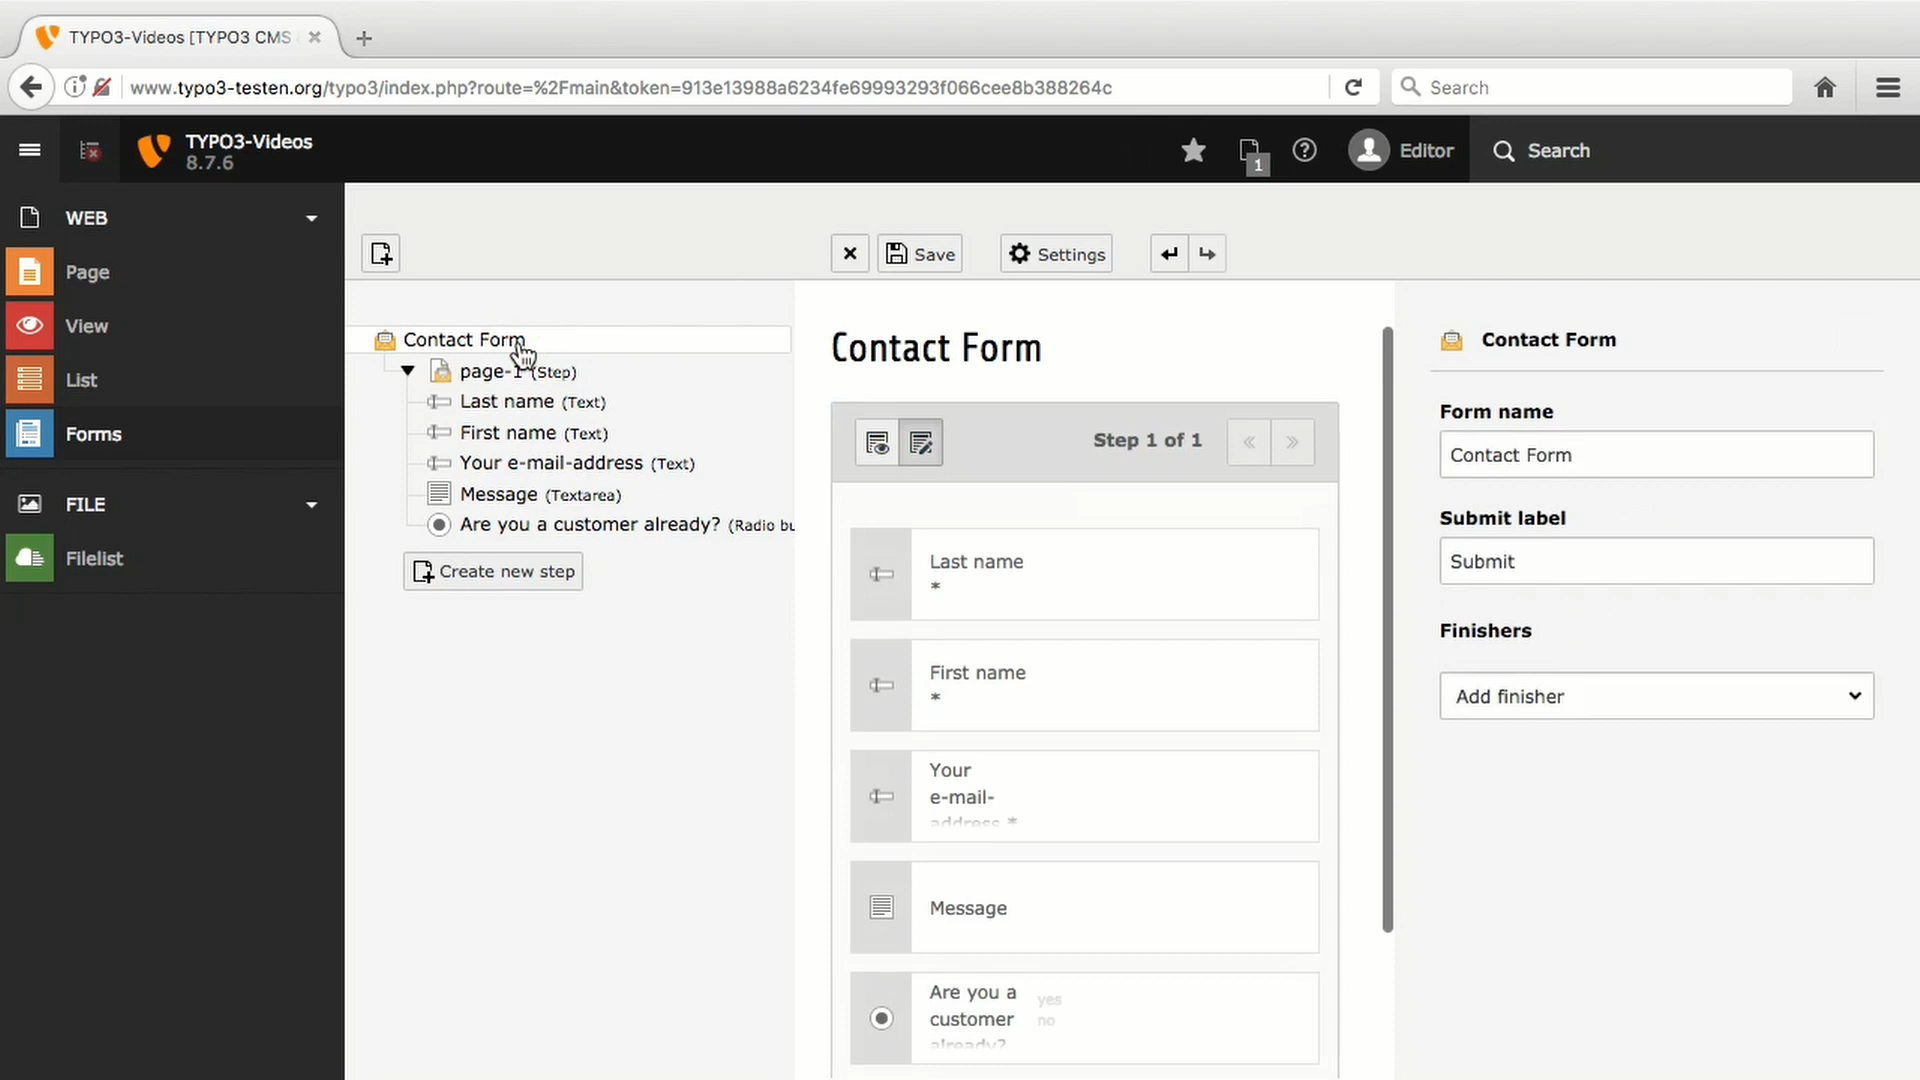 TYPO3-Videos [TYPO3 CMS
www.typo3-testen.org/typo3/index.php?route=%2Fmain&token=913e13988a6234fe69993293f066cee8b388264c
Search
TYPO3-Videos
8.7.6
1
Editor
Search
WEB
Page
View
List
Forms
FILE
Filelist
Save
Settings
Contact Form
page-1 (Step)
Last name (Text)
First name (Text)
Your e-mail-address (Text)
Message (Textarea)
Are you a customer already? (Radio bu
Create new step
Contact Form
Step 1 of 1
Last name
*
First name
*
Your
e-mail-
address *
Message
Are you a
customer
already?
yes
no
Contact Form
Form name
Contact Form
Submit label
Submit
Finishers
Add finisher